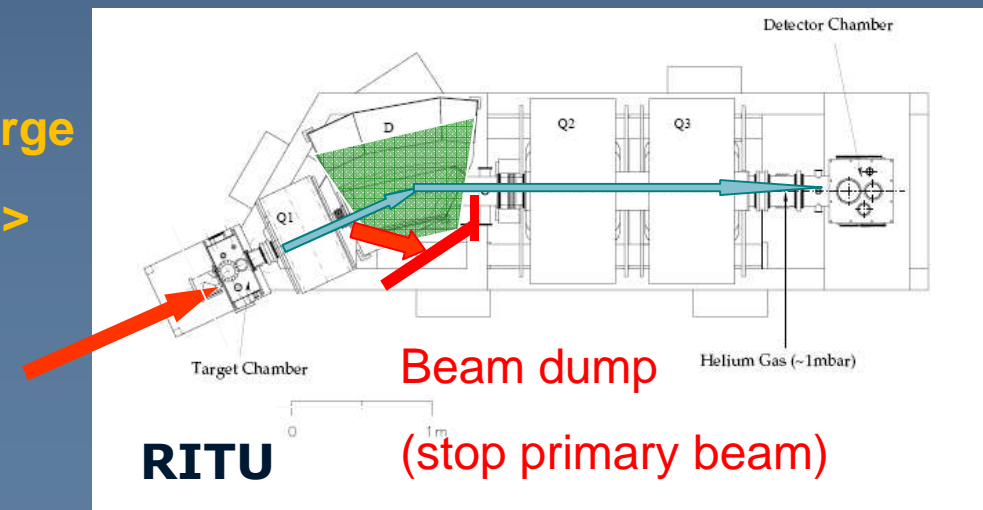 Detector Chamber
rge
>
D
Q2
Q3
Q1
Target Chamber
Helium Gas (~1mbar)
Beam dump
0
1m
RITU
(stop primary beam)